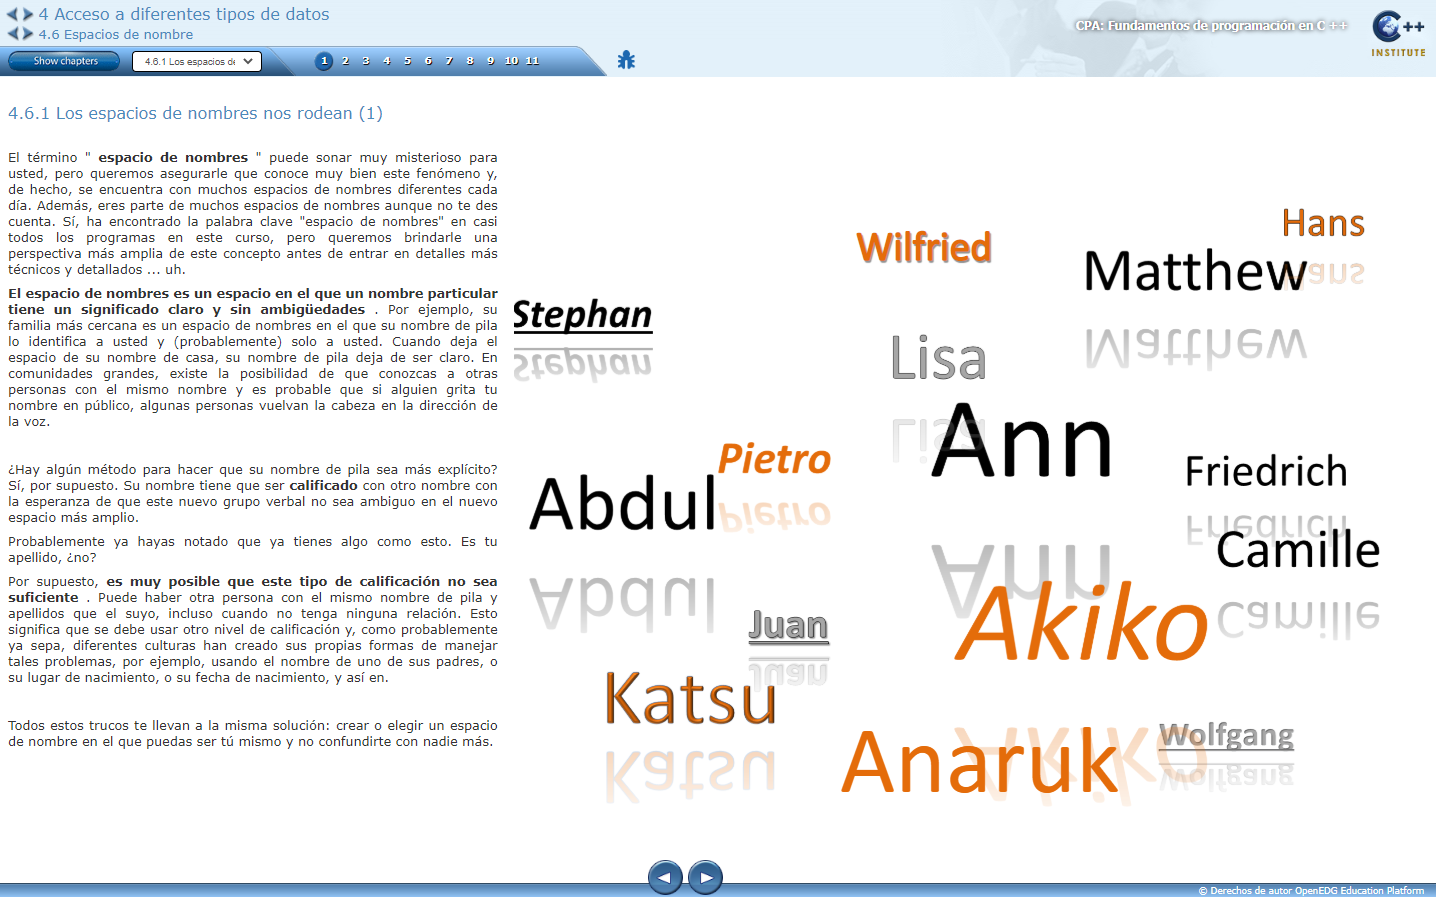 4 Acceso a diferentes tipos de datos
4.6 Espacios de nombre
CPA: Fundamentos de programación en C ++
C++
INSTITUTE
Show chapters
4.6.1 Los espacios de
1 2 3 4 5 6 7 8 9 10 11
4.6.1 Los espacios de nombres nos rodean (1)
El término " espacio de nombres " puede sonar muy misterioso para
usted, pero queremos asegurarle que conoce muy bien este fenómeno y,
de hecho, se encuentra con muchos espacios de nombres diferentes cada
día. Además, eres parte de muchos espacios de nombres aunque no te des
cuenta. Sí, ha encontrado la palabra clave "espacio de nombres" en casi
todos los programas en este curso, pero queremos brindarle una
perspectiva más amplia de este concepto antes de entrar en detalles más
técnicos y detallados ... uh.
El espacio de nombres es un espacio en el que un nombre particular
tiene un significado claro y sin ambigüedades . Por ejemplo, su
familia más cercana es un espacio de nombres en el que su nombre de pila
lo identifica a usted y (probablemente) solo a usted. Cuando deja el
espacio de su nombre de casa, su nombre de pila deja de ser claro. En
comunidades grandes, existe la posibilidad de que conozcas a otras
personas con el mismo nombre y es probable que si alguien grita tu
nombre en público, algunas personas vuelvan la cabeza en la dirección de
la voz.
¿Hay algún método para hacer que su nombre de pila sea más explícito?
Sí, por supuesto. Su nombre tiene que ser calificado con otro nombre con
la esperanza de que este nuevo grupo verbal no sea ambiguo en el nuevo
espacio más amplio.
Probablemente ya hayas notado que ya tienes algo como esto. Es tu
apellido, ¿no?
Por supuesto, es muy posible que este tipo de calificación no sea
suficiente . Puede haber otra persona con el mismo nombre de pila y
apellidos que el suyo, incluso cuando no tenga ninguna relación. Esto
significa que se debe usar otro nivel de calificación y, como probablemente
ya sepa, diferentes culturas han creado sus propias formas de manejar
tales problemas, por ejemplo, usando el nombre de uno de sus padres, o
su lugar de nacimiento, o su fecha de nacimiento, y así en.
Todos estos trucos te llevan a la misma solución: crear o elegir un espacio
de nombre en el que puedas ser tú mismo y no confundirte con nadie más.
Hans
Wilfried
Matthew
Stephan
Lisa
Ann
Pietro
Friedrich
Abdul
Camille
Akiko
Juan
Katsu
Wolfgang
Anaruk
© Derechos de autor OpenEDG Education Platform